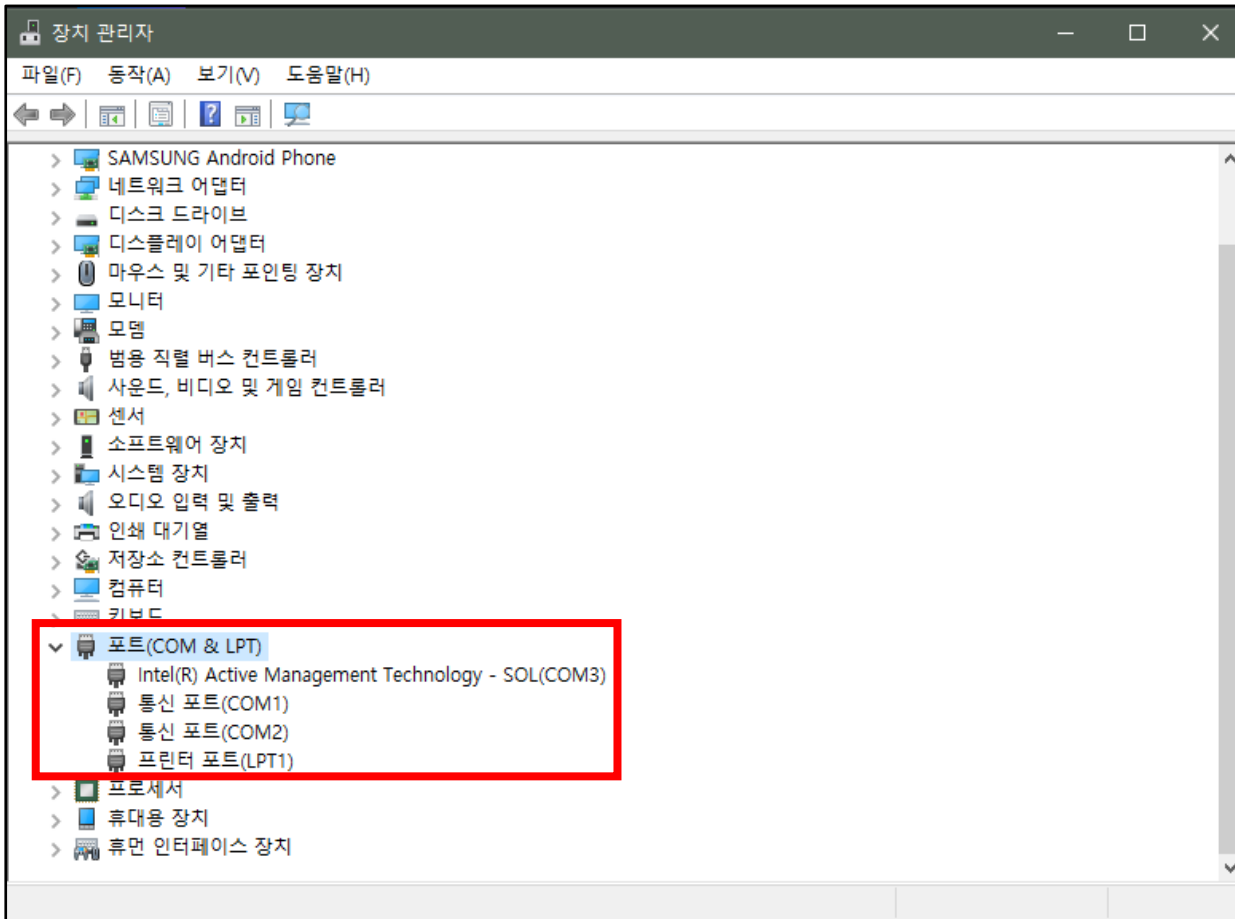 장치 관리자
파일(F) 동작(A) 보기(V) 도움말(H)
SAMSUNG Android Phone
네트워크 어댑터
디스크 드라이브
디스플레이 어댑터
마우스 및 기타 포인팅 장치
모니터
모뎀
범용 직렬 버스 컨트롤러
사운드, 비디오 및 게임 컨트롤러
센서
소프트웨어 장치
시스템 장치
오디오 입력 및 출력
인쇄 대기열
저장소 컨트롤러
컴퓨터
키보드
포트(COM & LPT)
Intel(R) Active Management Technology - SOL(COM3)
통신 포트(COM1)
통신 포트(COM2)
프린터 포트(LPT1)
프로세서
휴대용 장치
휴먼 인터페이스 장치